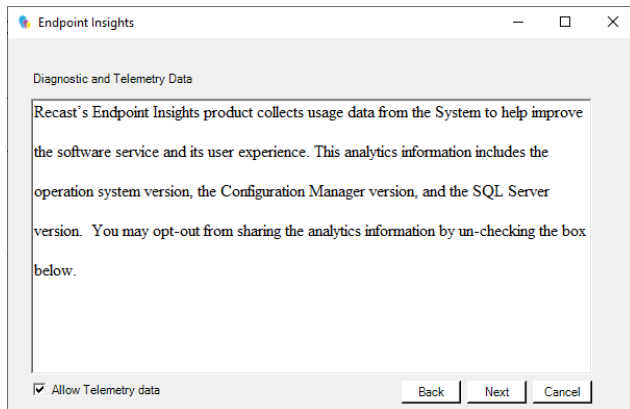 Endpoint Insights
Diagnostic and Telemetry Data
Recast's Endpoint Insights product collects usage data from the System to help improve
the software service and its user experience. This analytics information includes the
operation system version, the Configuration Manager version, and the SQL Server
version.  You may opt-out from sharing the analytics information by un-checking the box
below.
Allow Telemetry data
Back Next Cancel